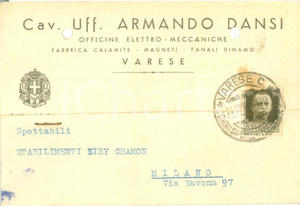 Cav. Uff. ARMANDO DANSI
OFFICINE ELETTRO-MECCANICHE
FABBRICA CALAMITE - MAGNETI - FANALI DINAMO
VARESE
VARESE C
Spettabili
STABILIMENTI BIRY CHAMON
MILANO
Via Savona 97